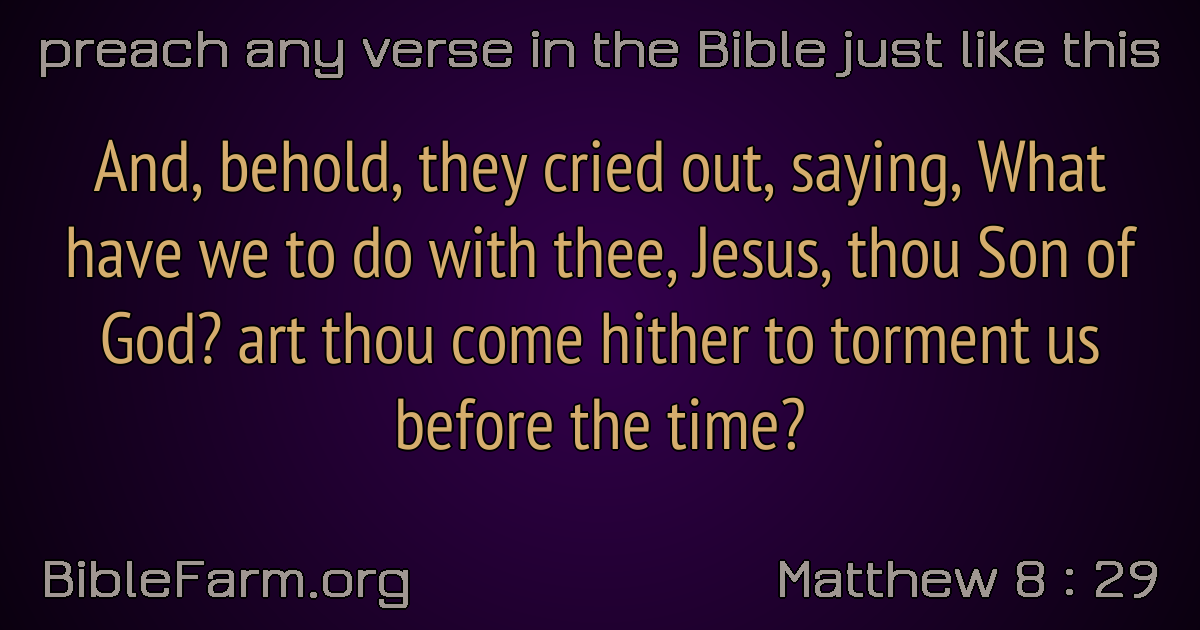 preach any verse in the Bible just like this
And, behold, they cried out, saying, What
have we to do with thee, Jesus, thou Son of
God? art thou come hither to torment us
before the time?
BibleFarm.org
Matthew 8 : 29